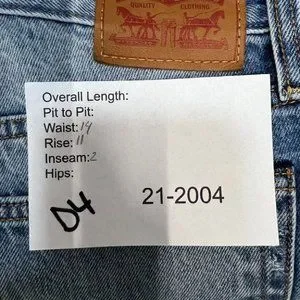 QUALITY CLOTHING
Overall Length:
Pit to Pit:
Waist: 14
Rise: 11
Inseam: 2
Hips:
D4
21-2004